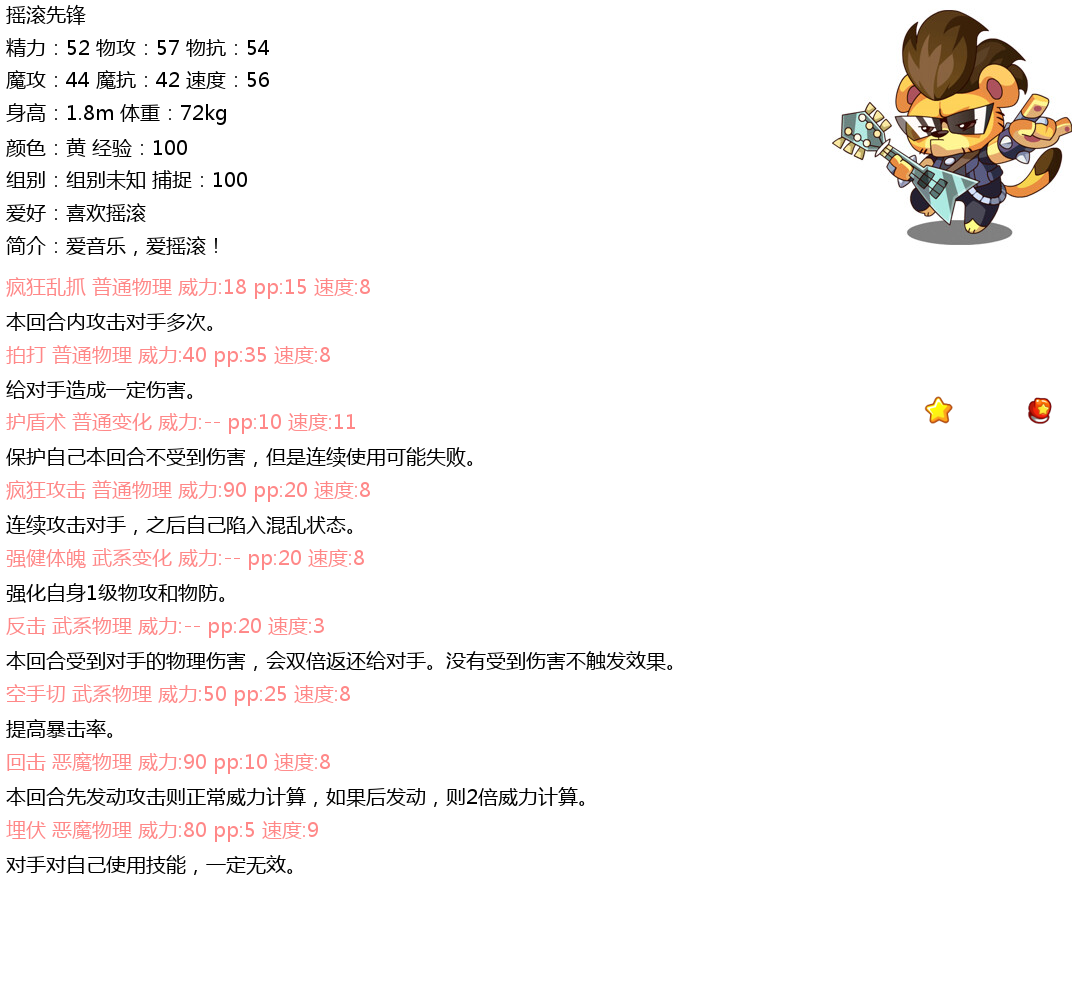 摇滚先锋
精力：52 物攻：57 物抗：54
魔攻：44 魔抗：42 速度：56
身高：1.8m 体重：72kg
颜色：黄 经验：100
组别：组别未知 捕捉：100
爱好：喜欢摇滚
简介：爱音乐，爱摇滚！
疯狂乱抓 普通物理 威力:18 pp:15 速度:8
本回合内攻击对手多次。
拍打 普通物理 威力:40 pp:35 速度:8
给对手造成一定伤害。
护盾术 普通变化 威力:-- pp:10 速度:11
保护自己本回合不受到伤害，但是连续使用可能失败。
疯狂攻击 普通物理 威力:90 pp:20 速度:8
连续攻击对手，之后自己陷入混乱状态。
强健体魄 武系变化 威力:-- pp:20 速度:8
强化自身1级物攻和物防。
反击 武系物理 威力:-- pp:20 速度:3
本回合受到对手的物理伤害，会双倍返还给对手。没有受到伤害不触发效果。
空手切 武系物理 威力:50 pp:25 速度:8
提高暴击率。
回击 恶魔物理 威力:90 pp:10 速度:8
本回合先发动攻击则正常威力计算，如果后发动，则2倍威力计算。
埋伏 恶魔物理 威力:80 pp:5 速度:9
对手对自己使用技能，一定无效。